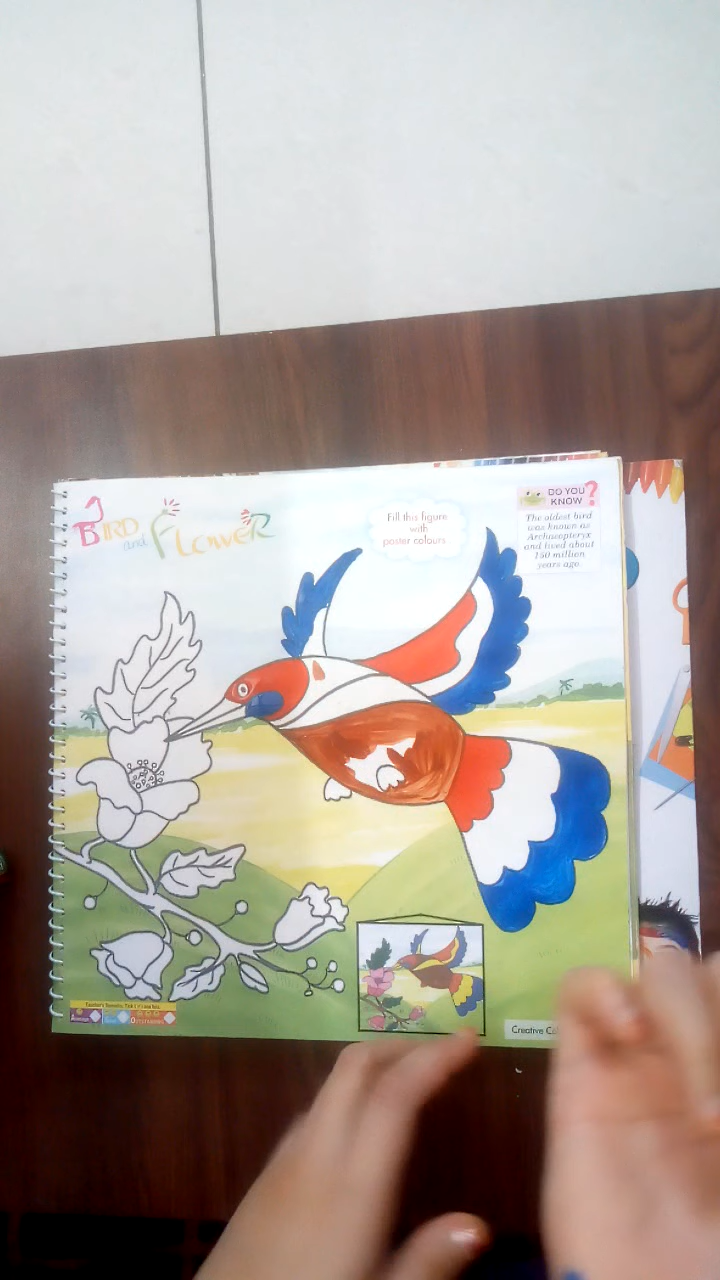 BIRD and FLOWER
Fill this figure
with
poster colours
DO YOU
KNOW ?
The oldest bird
was known as
Archaeopteryx
and lived about
150 million
years ago
Creative